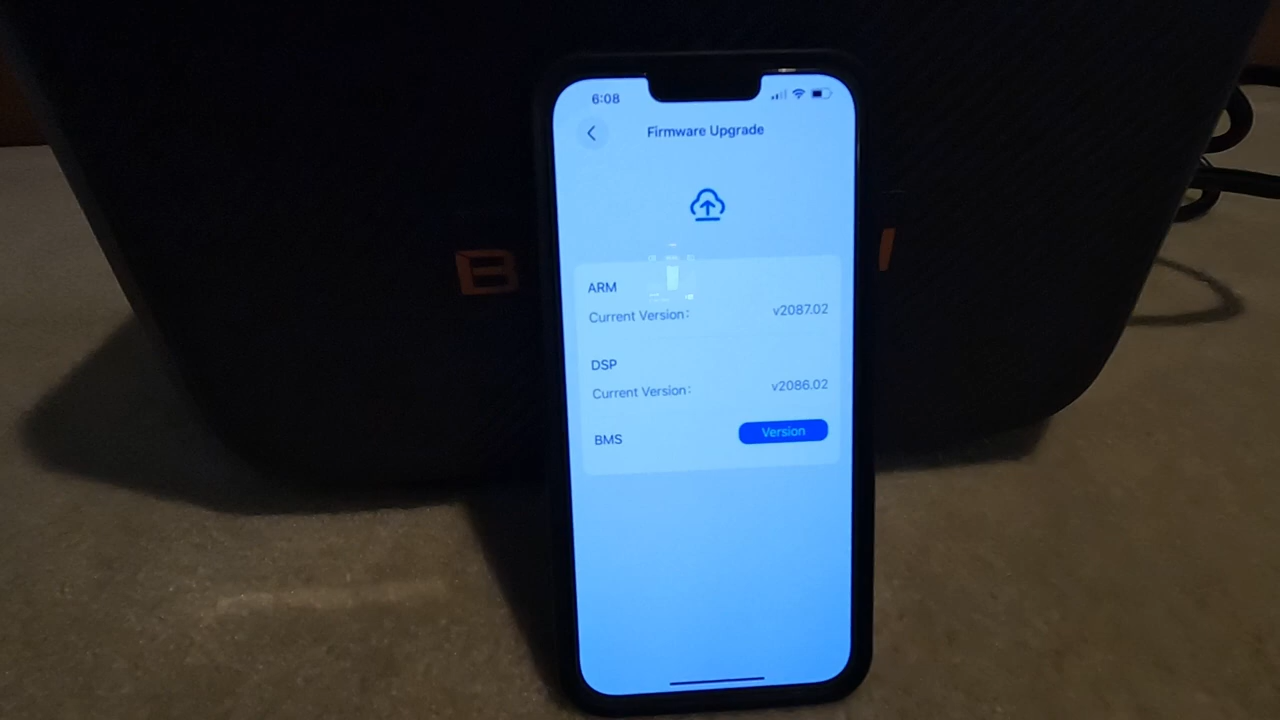 6:08
Firmware Upgrade
ARM
Current Version: v2087.02
DSP
Current Version: v2086.02
BMS Version
B